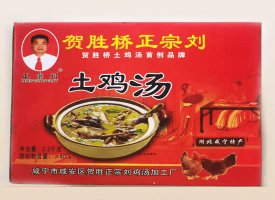 贺胜桥正宗刘
贺胜桥土鸡汤首创品牌
土鸡汤
湖北咸宁特产
咸宁市咸安区贺胜正宗刘鸡汤加工厂